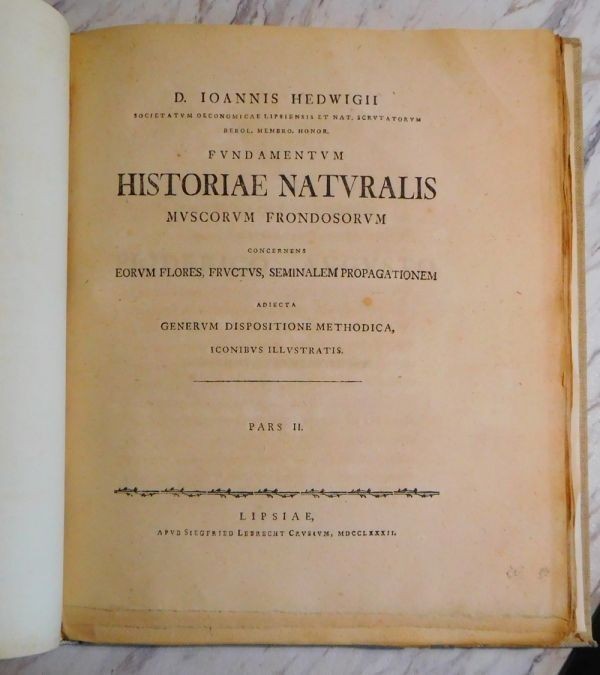 D. IOANNIS HEDWIGII
SOCIETATVM OECONOMICAE LIPSIENSIS ET NAT. SCRVTATORVM
BEROL. MEMBRO. HONOR.
FVNDAMENTVM
HISTORIAE NATVRALIS
MVSCORVM FRONDOSORVM
CONCERNENS
EORVM FLORES, FRVCTVS, SEMINALEM PROPAGATIONEM
ADIECTA
GENERVM DISPOSITIONE METHODICA,
ICONIBVS ILLVSTRATIS.
PARS II.
LIPSIAE,
APVD SIEGFRIED LEBRECHT CRVSIVM, MDCCLXXXII.